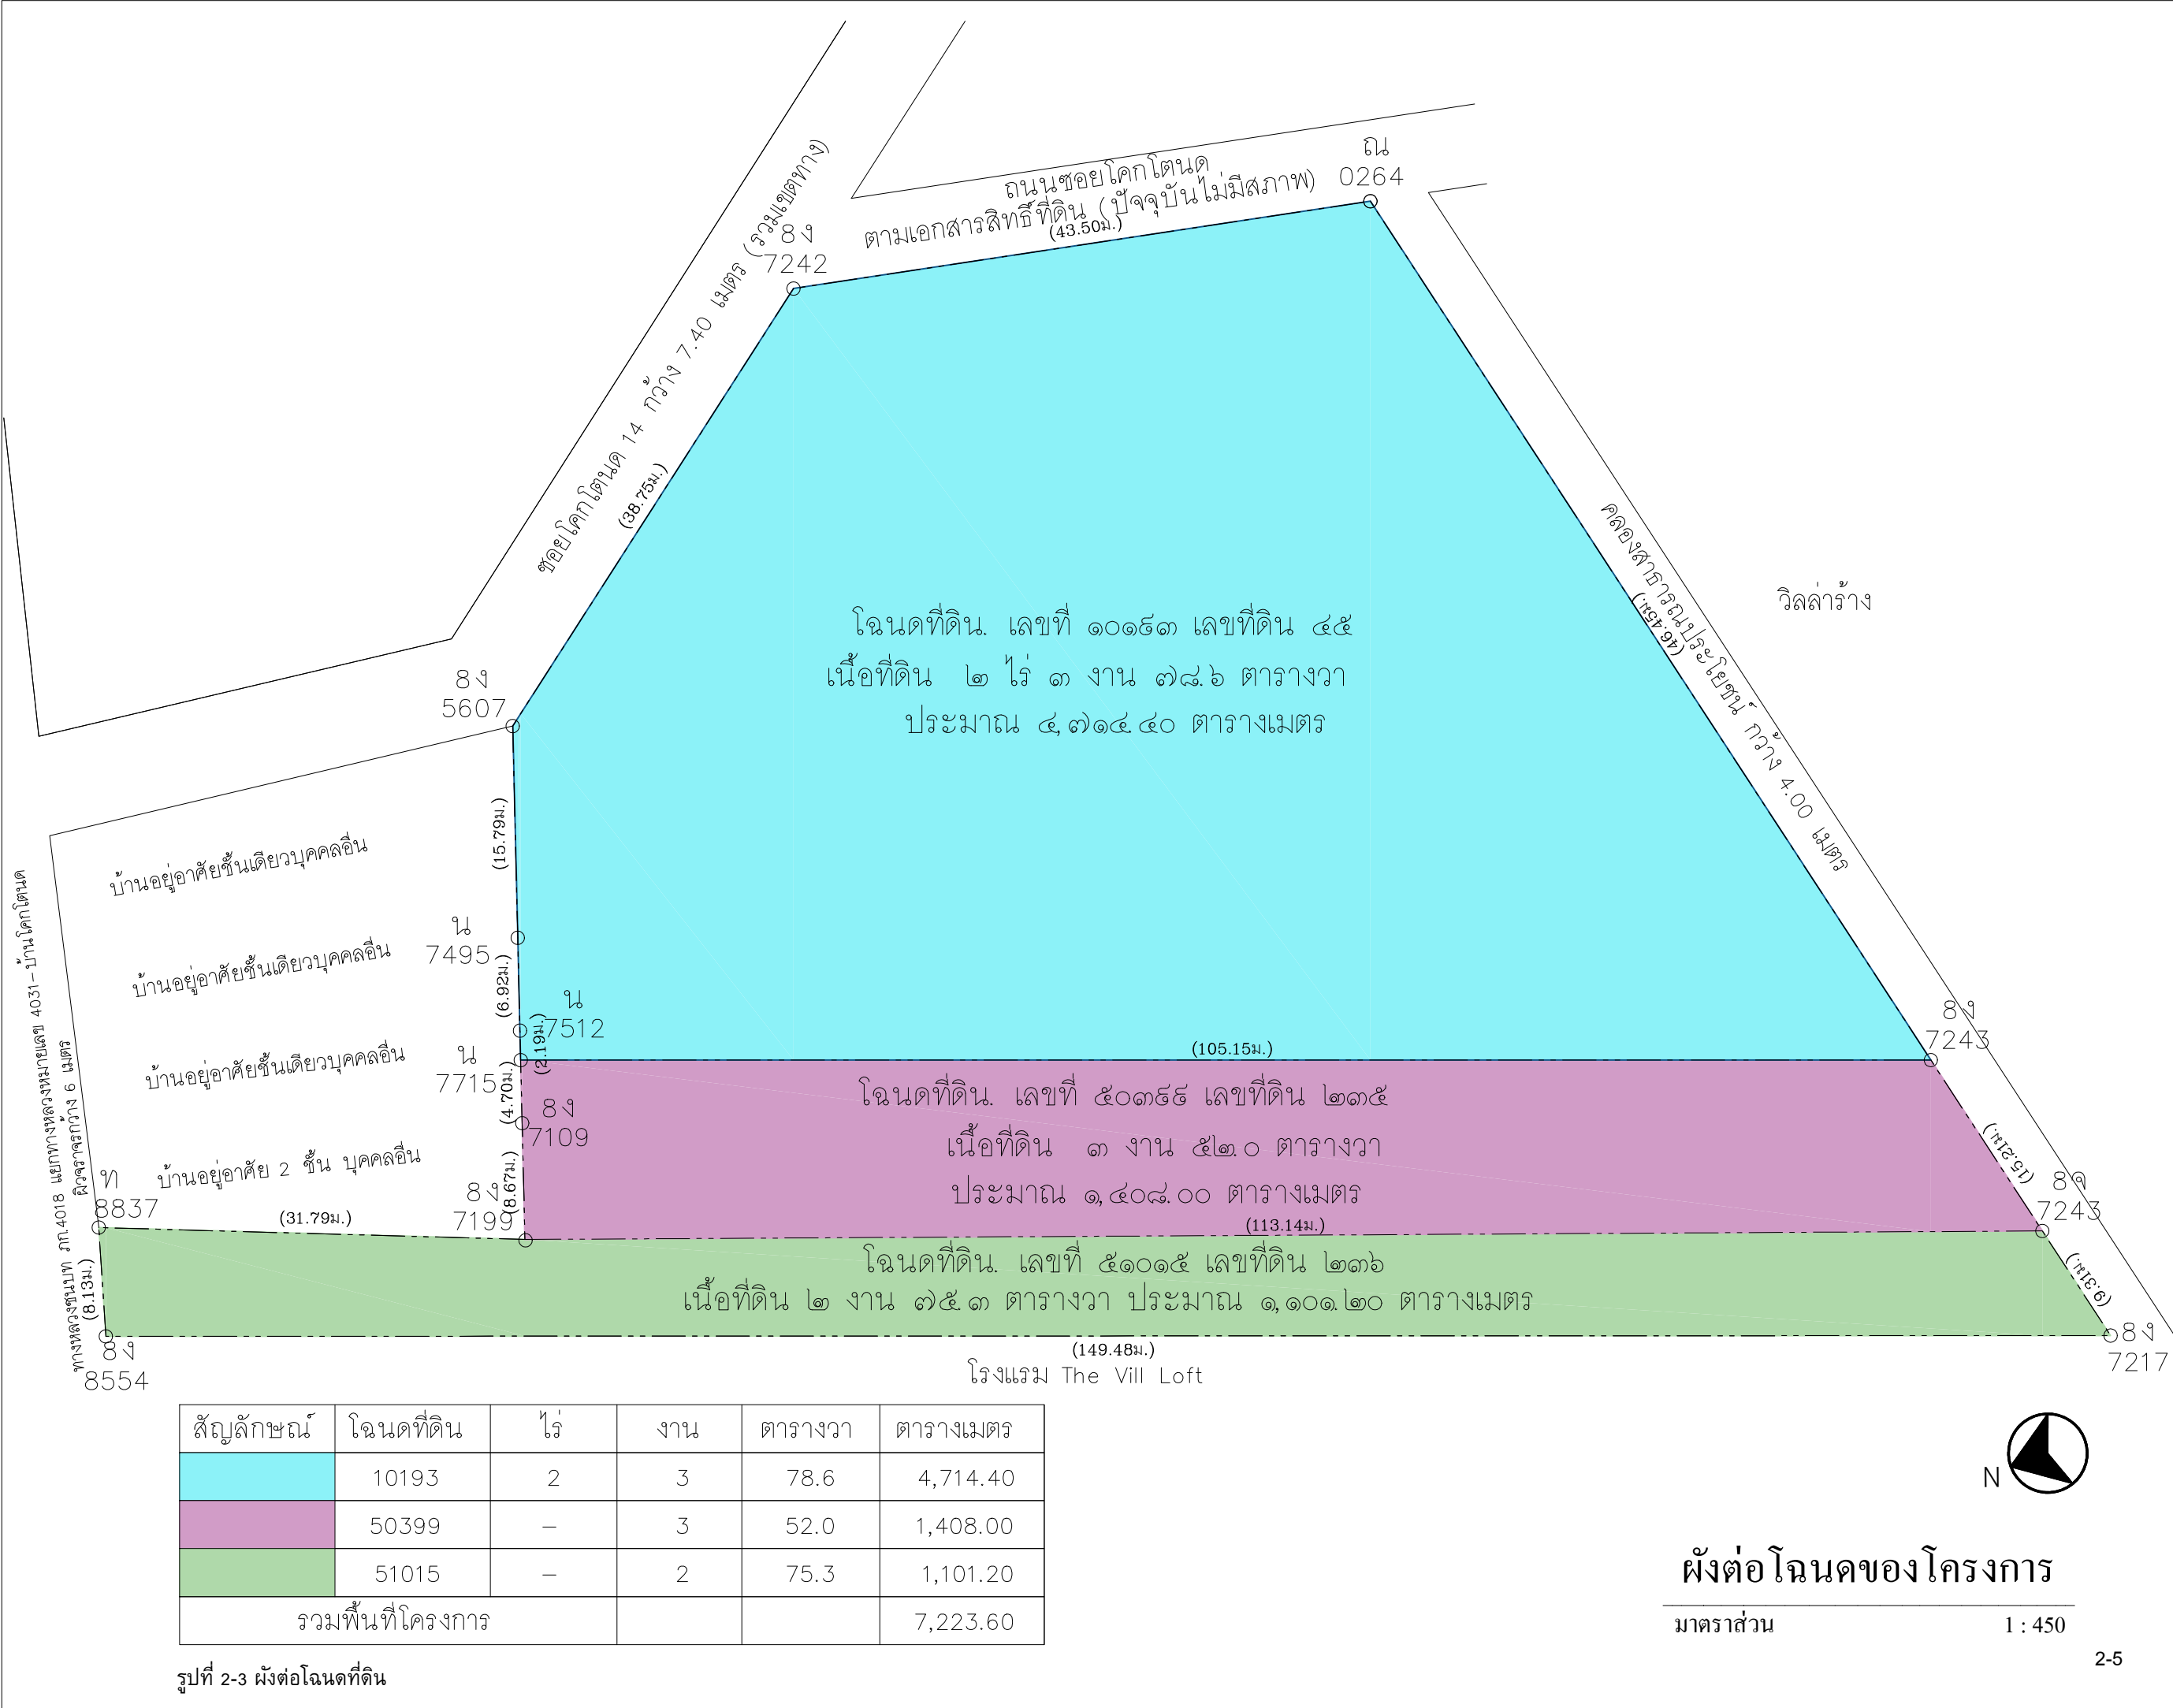 ซอยโคกโตนด 14 กว้าง 7.40 เมตร (รวมเขตทาง)
ถนนซอยโคกโตนด
ตามเอกสารสิทธิ์ที่ดิน (ปัจจุบันไม่มีสภาพ)
(43.50ม.)
ณ
0264
8ง
7242
(38.75ม.)
คลองสาธารณประโยชน์ กว้าง 4.00 เมตร
(46.45ม.)
วิลล่าร้าง
โฉนดที่ดิน. เลขที่ ๑๐๑๙๓ เลขที่ดิน ๔๕
เนื้อที่ดิน ๒ ไร่ ๓ งาน ๗๘.๖ ตารางวา
ประมาณ ๔,๗๑๔.๔๐ ตารางเมตร
8ง
5607
(15.79ม.)
บ้านอยู่อาศัยชั้นเดียวบุคคลอื่น
น
7495
บ้านอยู่อาศัยชั้นเดียวบุคคลอื่น
(6.92ม.)
น
7512
(2.19ม.)
บ้านอยู่อาศัยชั้นเดียวบุคคลอื่น
น
7715
(4.70ม.)
8ง
7109
(105.15ม.)
8ง
7243
โฉนดที่ดิน. เลขที่ ๕๐๓๙๙ เลขที่ดิน ๒๓๕
เนื้อที่ดิน ๓ งาน ๕๒.๐ ตารางวา
ประมาณ ๑,๔๐๘.๐๐ ตารางเมตร
(15.21ม.)
บ้านอยู่อาศัย 2 ชั้น บุคคลอื่น
ทางหลวงชนบท ภก.4018 แยกทางหลวงหมายเลข 4031-บ้านโคกโตนด
ผิวจราจรกว้าง 6 เมตร
ท
8837
(31.79ม.)
8ง
7199
(8.67ม.)
(113.14ม.)
8จ
7243
โฉนดที่ดิน. เลขที่ ๕๑๐๑๕ เลขที่ดิน ๒๓๖
เนื้อที่ดิน ๒ งาน ๗๕.๓ ตารางวา ประมาณ ๑,๑๐๑.๒๐ ตารางเมตร
(8.13ม.)
(9.31ม.)
8ง
8554
(149.48ม.)
โรงแรม The Vill Loft
8ง
7217
สัญลักษณ์ โฉนดที่ดิน ไร่ งาน ตารางวา ตารางเมตร
10193 2 3 78.6 4,714.40
50399 – 3 52.0 1,408.00
51015 – 2 75.3 1,101.20
รวมพื้นที่โครงการ 7,223.60
N
ผังต่อโฉนดของโครงการ
มาตราส่วน 1 : 450
2-5
รูปที่ 2-3 ผังต่อโฉนดที่ดิน